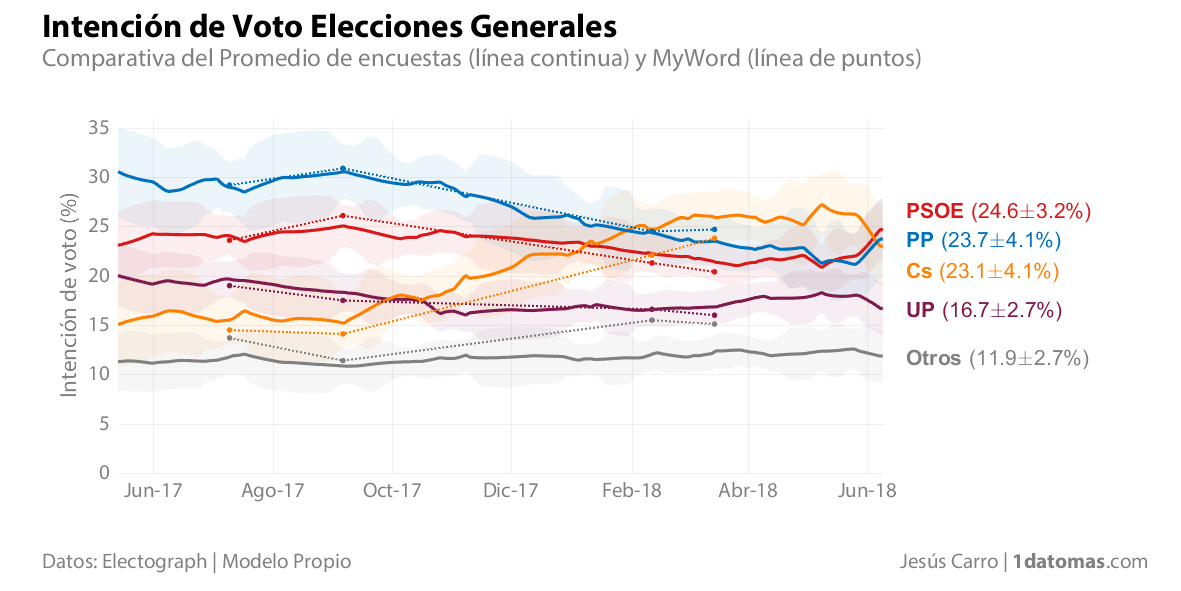 Intención de Voto Elecciones Generales
Comparativa del Promedio de encuestas (línea continua) y MyWord (línea de puntos)
Intención de voto (%)
35
30
25
20
15
10
5
0
Jun-17 Ago-17 Oct-17 Dic-17 Feb-18 Abr-18 Jun-18
PSOE (24.6±3.2%)
PP (23.7±4.1%)
Cs (23.1±4.1%)
UP (16.7±2.7%)
Otros (11.9±2.7%)
Datos: Electograph | Modelo Propio
Jesús Carro | 1datomas.com